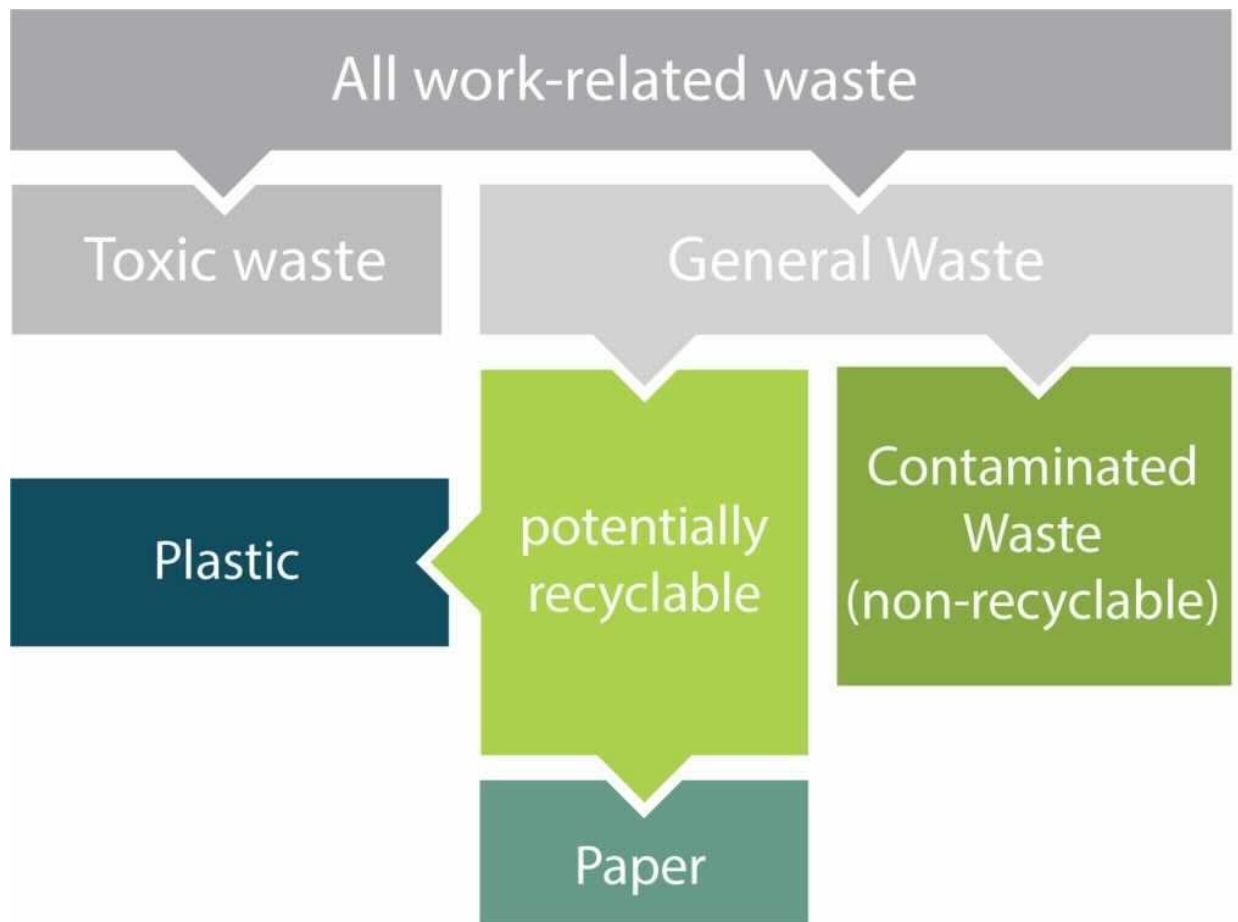 All work-related waste
Toxic waste
General Waste
Plastic
potentially
recyclable
Contaminated
Waste
(non-recyclable)
Paper